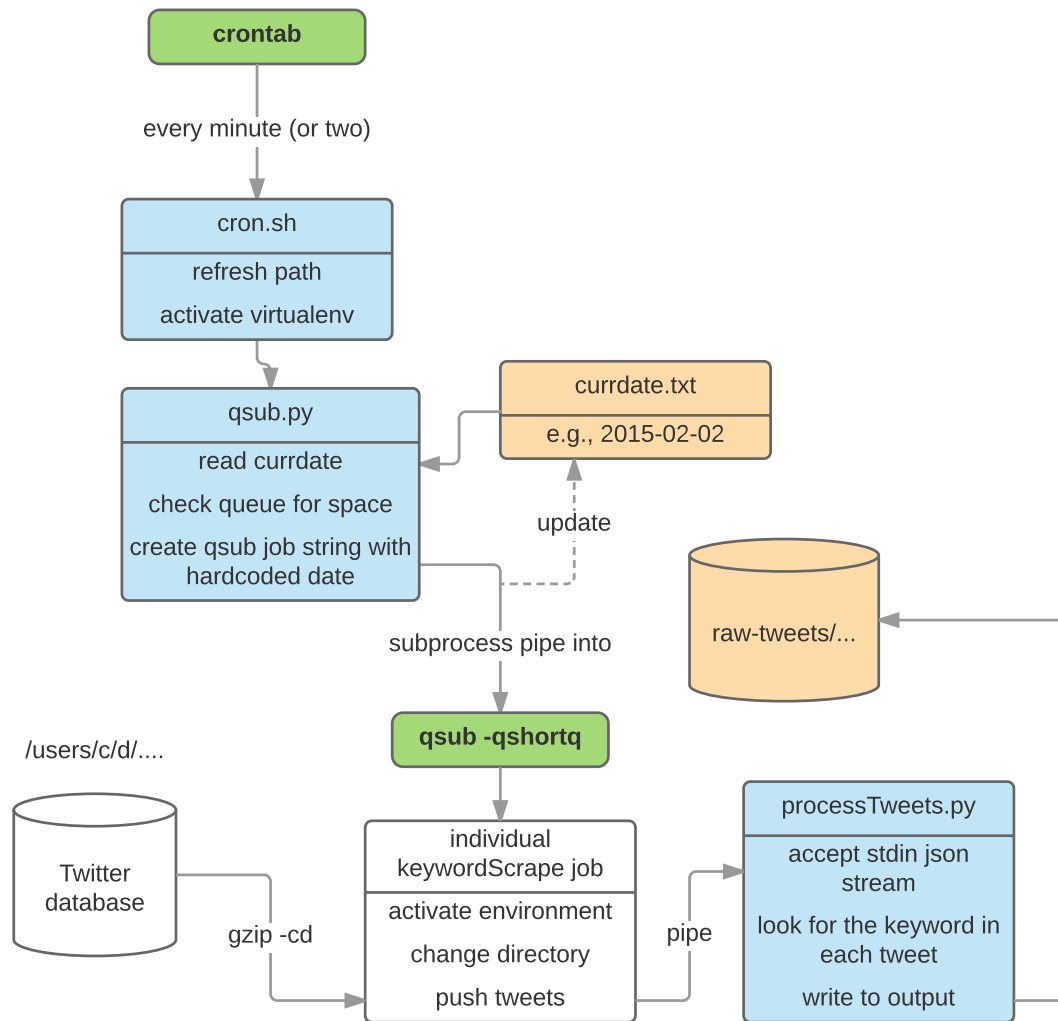 crontab
every minute (or two)
cron.sh
refresh path
activate virtualenv
qsub.py
read currdate
check queue for space
create qsub job string with
hardcoded date
currdate.txt
e.g., 2015-02-02
update
raw-tweets/...
subprocess pipe into
qsub -qshortq
/users/c/d/....
Twitter
database
gzip -cd
individual
keywordScrape job
activate environment
change directory
push tweets
pipe
processTweets.py
accept stdin json
stream
look for the keyword in
each tweet
write to output